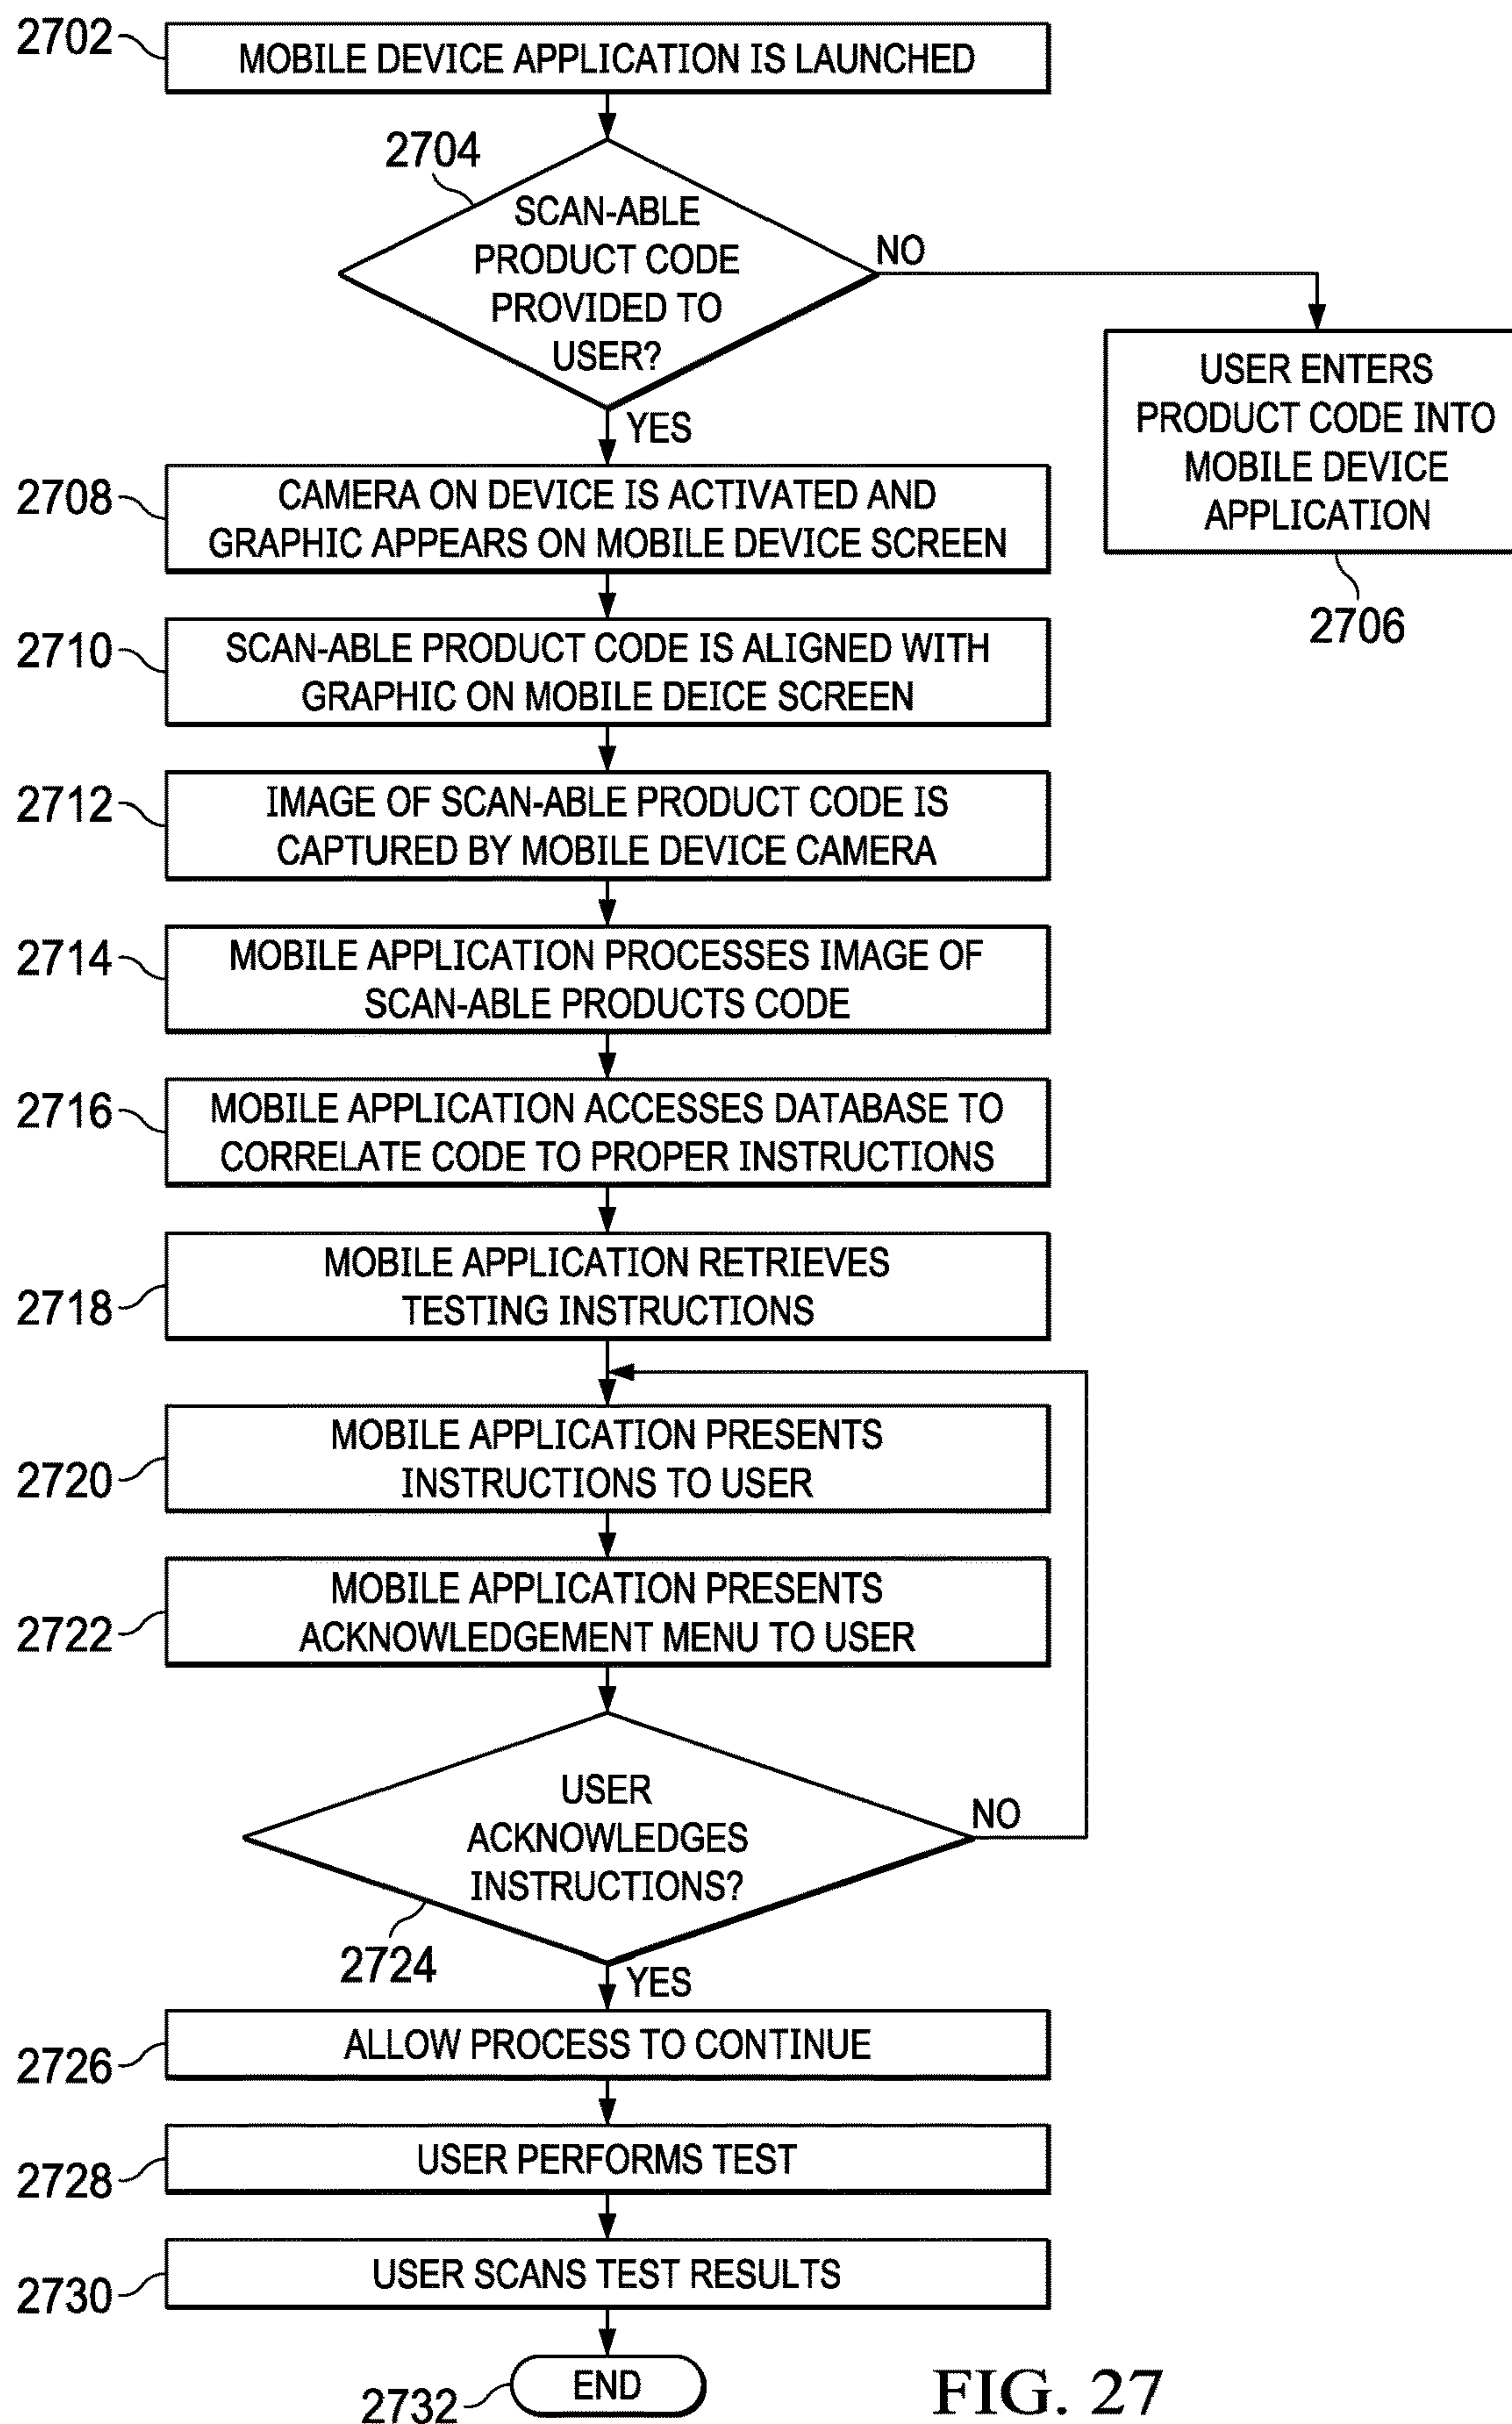 2702
MOBILE DEVICE APPLICATION IS LAUNCHED
2704
SCAN-ABLE
PRODUCT CODE
PROVIDED TO
USER?
NO
YES
USER ENTERS
PRODUCT CODE INTO
MOBILE DEVICE
APPLICATION
2706
2708
CAMERA ON DEVICE IS ACTIVATED AND
GRAPHIC APPEARS ON MOBILE DEVICE SCREEN
2710
SCAN-ABLE PRODUCT CODE IS ALIGNED WITH
GRAPHIC ON MOBILE DEICE SCREEN
2712
IMAGE OF SCAN-ABLE PRODUCT CODE IS
CAPTURED BY MOBILE DEVICE CAMERA
2714
MOBILE APPLICATION PROCESSES IMAGE OF
SCAN-ABLE PRODUCTS CODE
2716
MOBILE APPLICATION ACCESSES DATABASE TO
CORRELATE CODE TO PROPER INSTRUCTIONS
2718
MOBILE APPLICATION RETRIEVES
TESTING INSTRUCTIONS
2720
MOBILE APPLICATION PRESENTS
INSTRUCTIONS TO USER
2722
MOBILE APPLICATION PRESENTS
ACKNOWLEDGEMENT MENU TO USER
USER
ACKNOWLEDGES
INSTRUCTIONS?
NO
2724
YES
2726
ALLOW PROCESS TO CONTINUE
2728
USER PERFORMS TEST
2730
USER SCANS TEST RESULTS
2732
END
FIG. 27